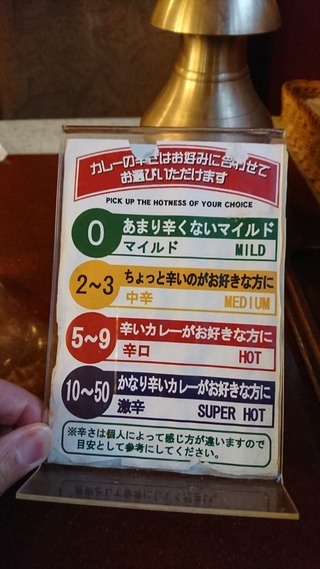 カレーの辛さはお好みに合わせて
お選びいただけます
PICK UP THE HOTNESS OF YOUR CHOICE
0 あまり辛くないマイルド
マイルド MILD
2～3 ちょっと辛いのがお好きな方に
中辛 MEDIUM
5～9 辛いカレーがお好きな方に
辛口 HOT
10～50 かなり辛いカレーがお好きな方に
激辛 SUPER HOT
※辛さは個人によって感じ方が違いますので
目安として参考にしてください。